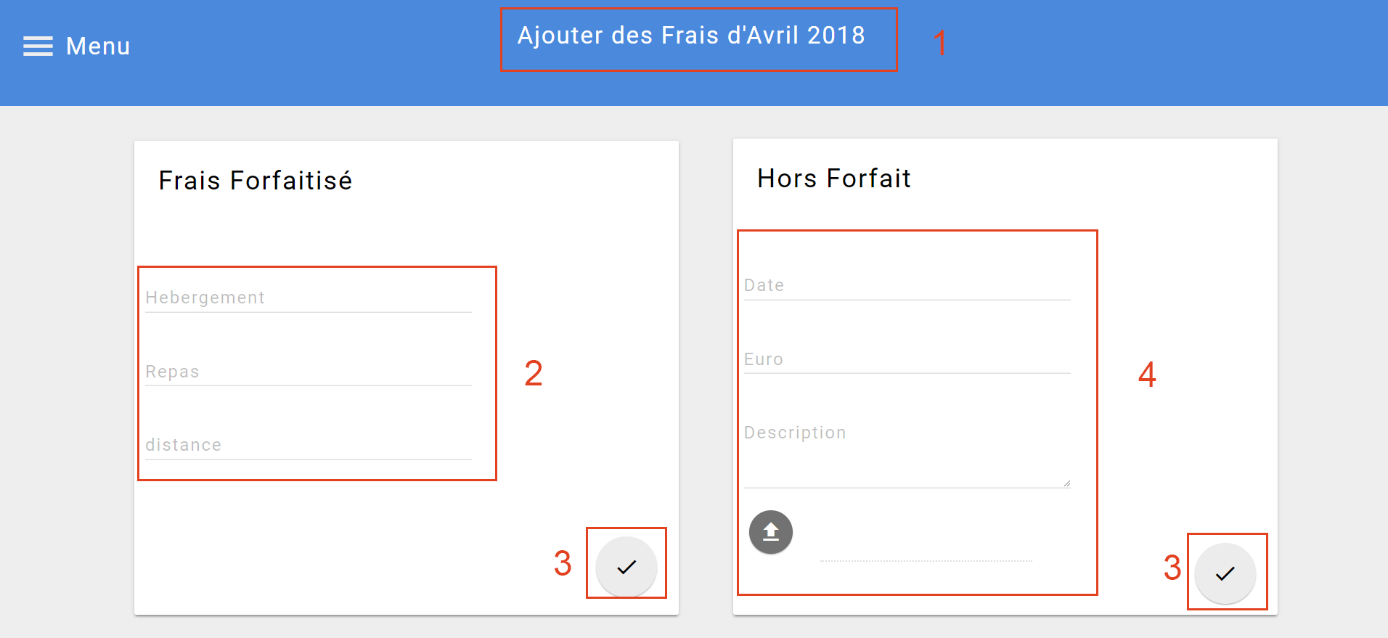 Menu
Ajouter des Frais d'Avril 2018
1
Frais Forfaitisé
Hebergement
Repas
distance
2
3
Hors Forfait
Date
Euro
Description
4
3